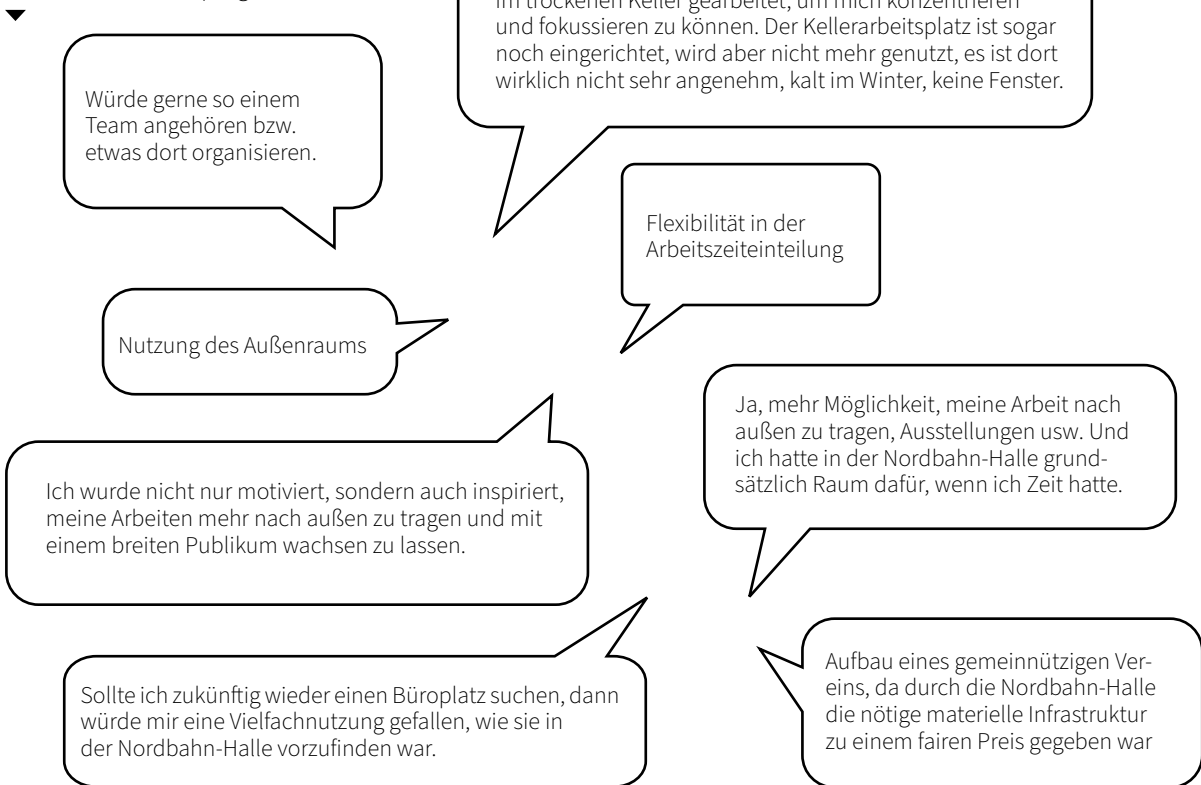 im trockenen Keller gearbeitet, um mich konzentrieren
und fokussieren zu können. Der Kellerarbeitsplatz ist sogar
noch eingerichtet, wird aber nicht mehr genutzt, es ist dort
wirklich nicht sehr angenehm, kalt im Winter, keine Fenster.
Würde gerne so einem
Team angehören bzw.
etwas dort organisieren.
Flexibilität in der
Arbeitszeiteinteilung
Nutzung des Außenraums
Ja, mehr Möglichkeit, meine Arbeit nach
außen zu tragen, Ausstellungen usw. Und
ich hatte in der Nordbahn-Halle grund-
sätzlich Raum dafür, wenn ich Zeit hatte.
Ich wurde nicht nur motiviert, sondern auch inspiriert,
meine Arbeiten mehr nach außen zu tragen und mit
einem breiten Publikum wachsen zu lassen.
Sollte ich zukünftig wieder einen Büroplatz suchen, dann
würde mir eine Vielfachnutzung gefallen, wie sie in
der Nordbahn-Halle vorzufinden war.
Aufbau eines gemeinnützigen Ver-
eins, da durch die Nordbahn-Halle
die nötige materielle Infrastruktur
zu einem fairen Preis gegeben war